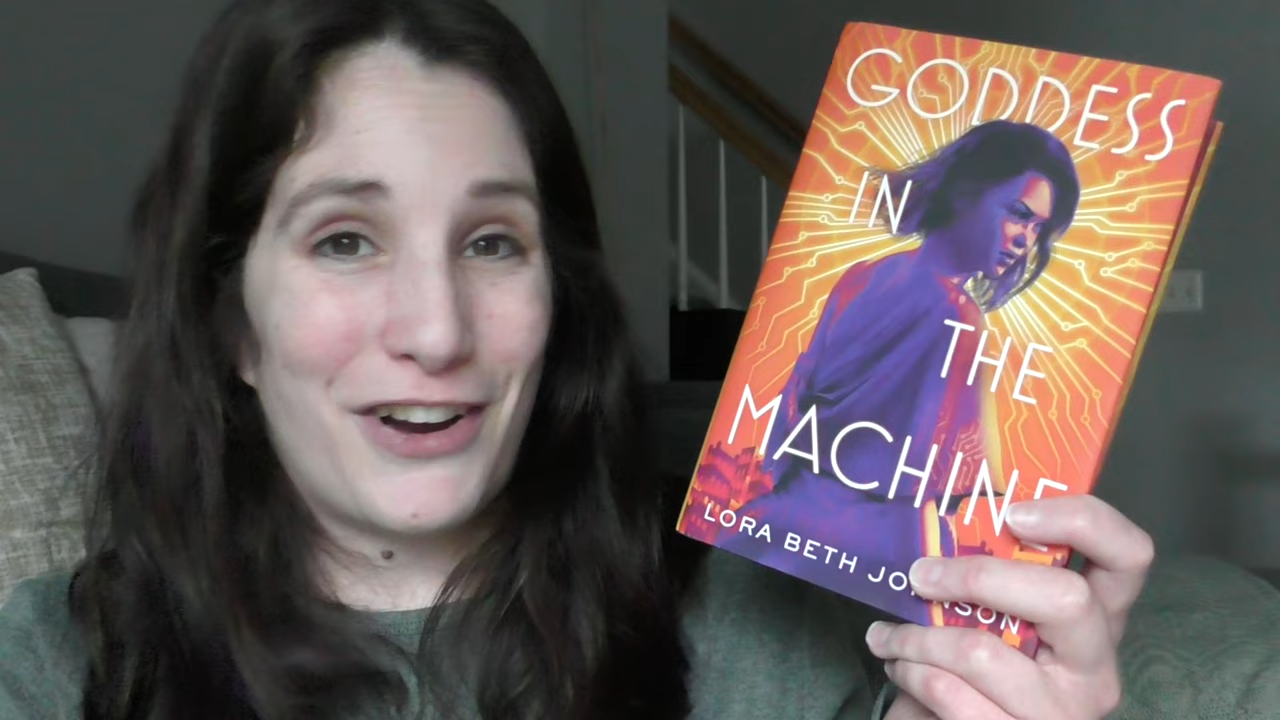 GODDESS
IN
THE
MACHINE
LORA BETH JOHNSON